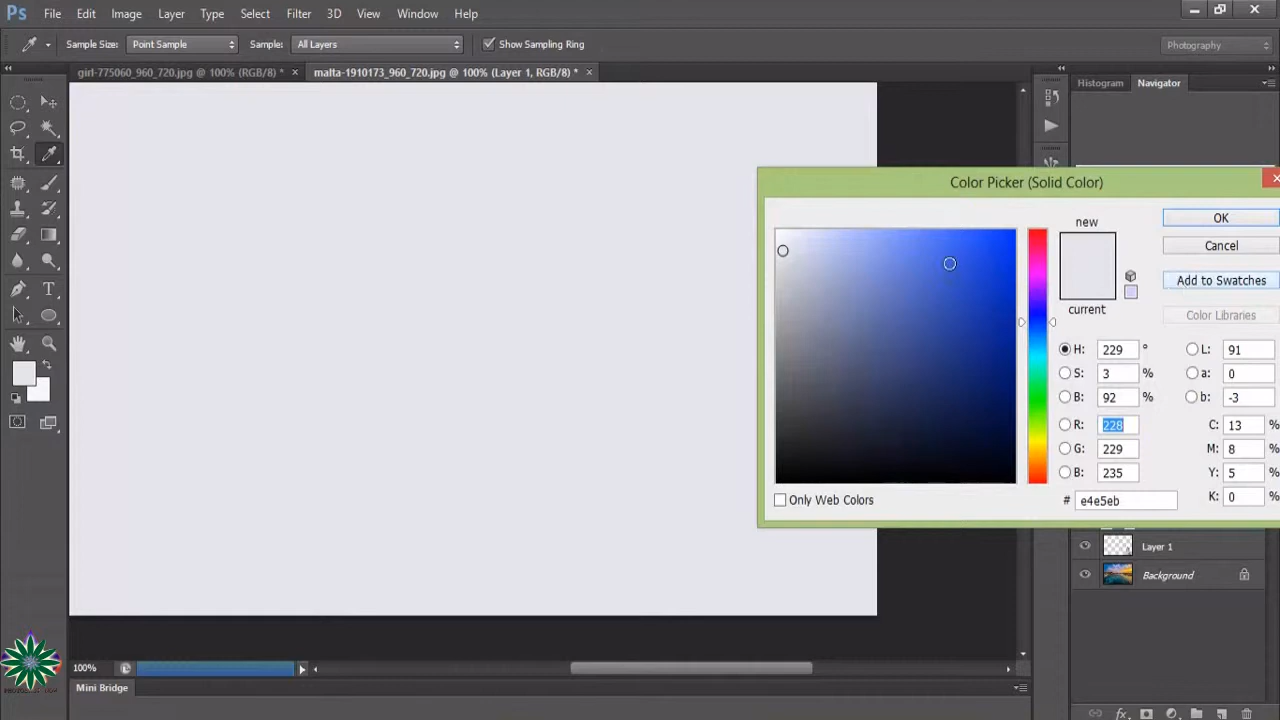 Ps File Edit Image Layer Type Select Filter 3D View Window Help
Sample Size: Point Sample Sample: All Layers Show Sampling Ring Photography
girl-775060_960_720.jpg @ 100% (RGB/8) * × malta-1910173_960_720.jpg @ 100% (Layer 1, RGB/8) * × Histogram Navigator
Color Picker (Solid Color)
new OK
Cancel
Add to Swatches
current Color Libraries
H: 229 ° L: 91
S: 3 % a: 0
B: 92 % b: -3
R: 228 C: 13 %
G: 229 M: 8 %
B: 235 Y: 5 %
Only Web Colors # e4e5eb K: 0 %
Layer 1
Background
100%
Mini Bridge